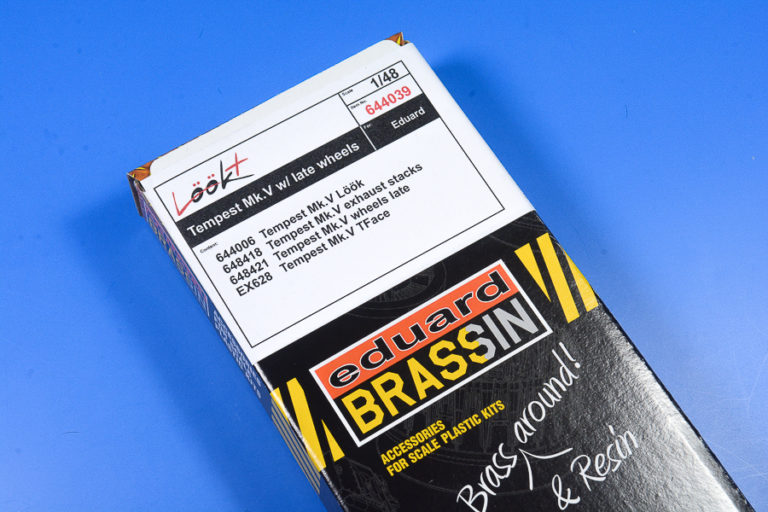 Scale
1/48
Item No.
644039
For:
Eduard
Löök+
Tempest Mk.V w/ late wheels
Content:
644006 Tempest Mk.V Löök
648418 Tempest Mk.V exhaust stacks
648421 Tempest Mk.V wheels late
EX628 Tempest Mk.V TFace
eduard
BRASSIN
ACCESSORIES
FOR SCALE PLASTIC KITS
Brass around!
& Resin